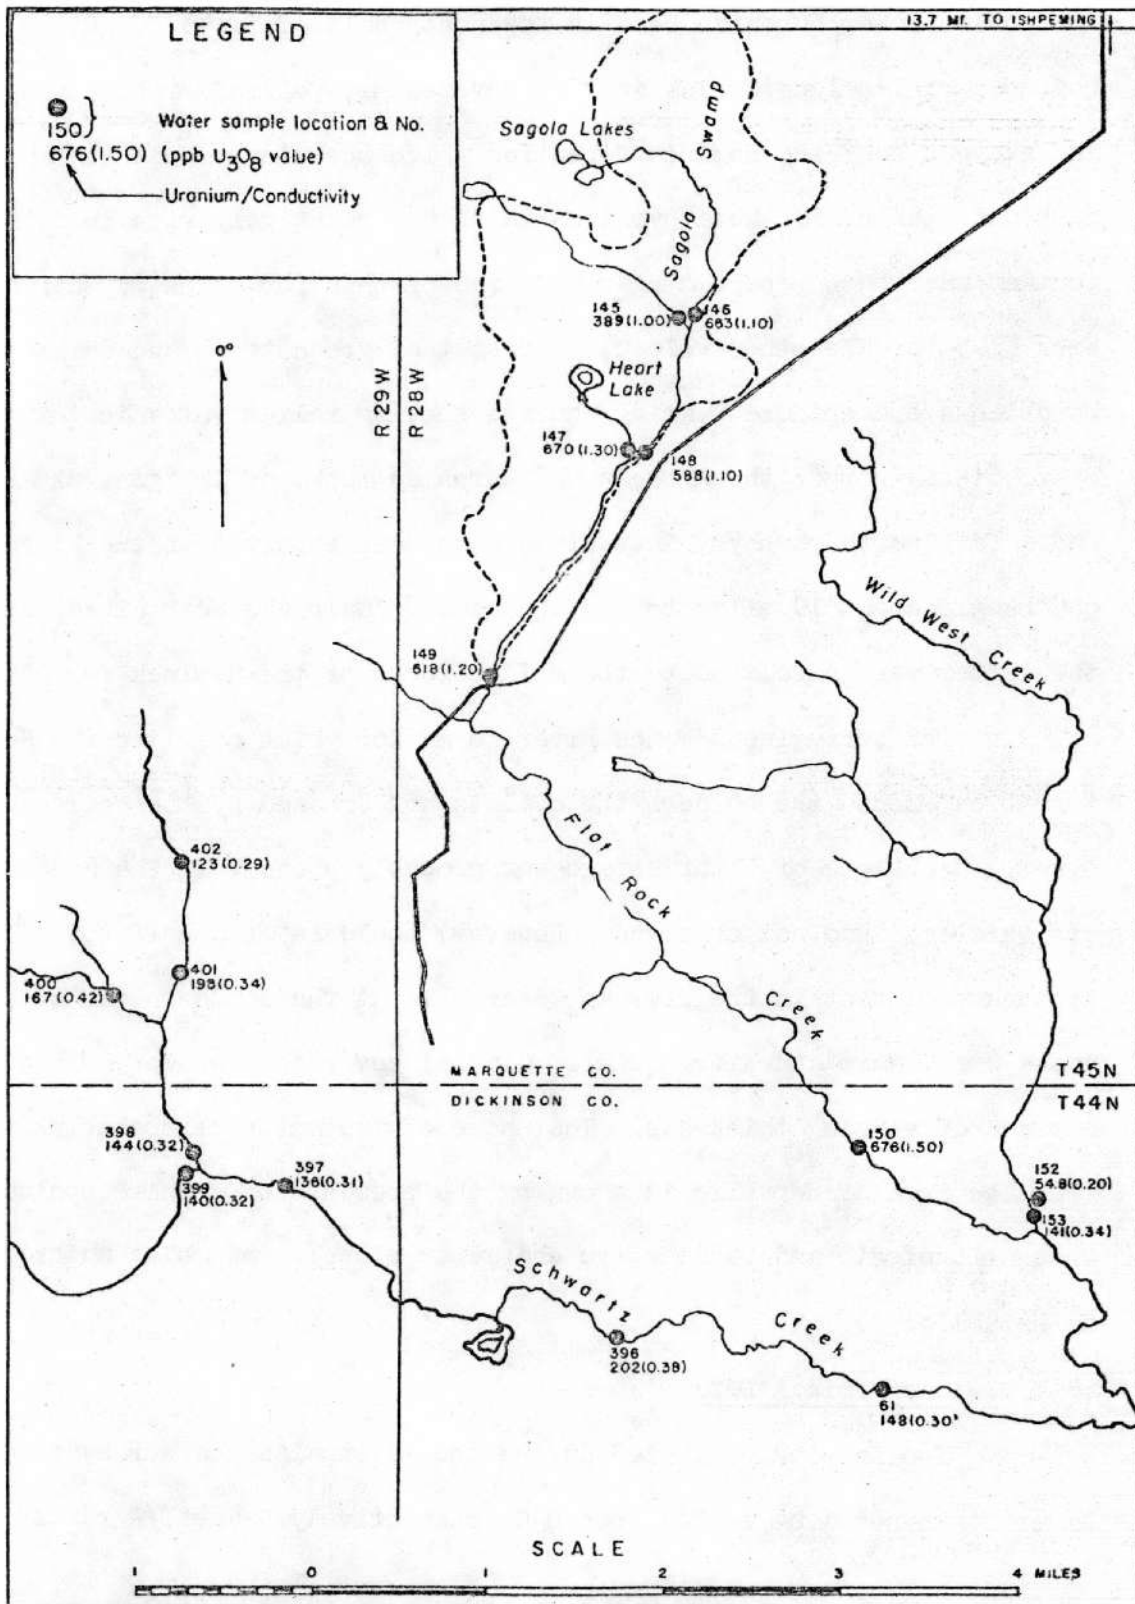 13.7 MI. TO ISHPEMING
LEGEND
150
Water sample location & No.
676(1.50) (ppb U3O8 value)
Uranium/Conductivity
Sagola Lakes
Sagola Swamp
145
389(1.00)
146
683(1.10)
0°
R 29 W
R 28 W
Heart
Lake
147
670(1.30)
148
588(1.10)
Wild West Creek
149
618(1.20)
Flat Rock Creek
402
123(0.29)
401
198(0.34)
400
167(0.42)
MARQUETTE CO.
DICKINSON CO.
T45N
T44N
398
144(0.32)
399
140(0.32)
397
136(0.31)
150
676(1.50)
152
54.8(0.20)
153
141(0.34)
Schwartz Creek
396
202(0.38)
61
148(0.30)
SCALE
1 0 1 2 3 4 MILES